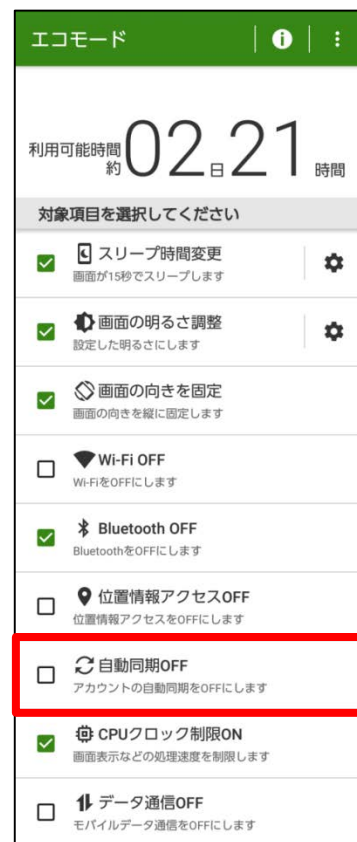 エコモード
利用可能時間
約 02日21時間
対象項目を選択してください
スリープ時間変更
画面が15秒でスリープします
画面の明るさ調整
設定した明るさにします
画面の向きを固定
画面の向きを縦に固定します
Wi-Fi OFF
Wi-FiをOFFにします
Bluetooth OFF
BluetoothをOFFにします
位置情報アクセスOFF
位置情報アクセスをOFFにします
自動同期OFF
アカウントの自動同期をOFFにします
CPUクロック制限ON
画面表示などの処理速度を制限します
データ通信OFF
モバイルデータ通信をOFFにします